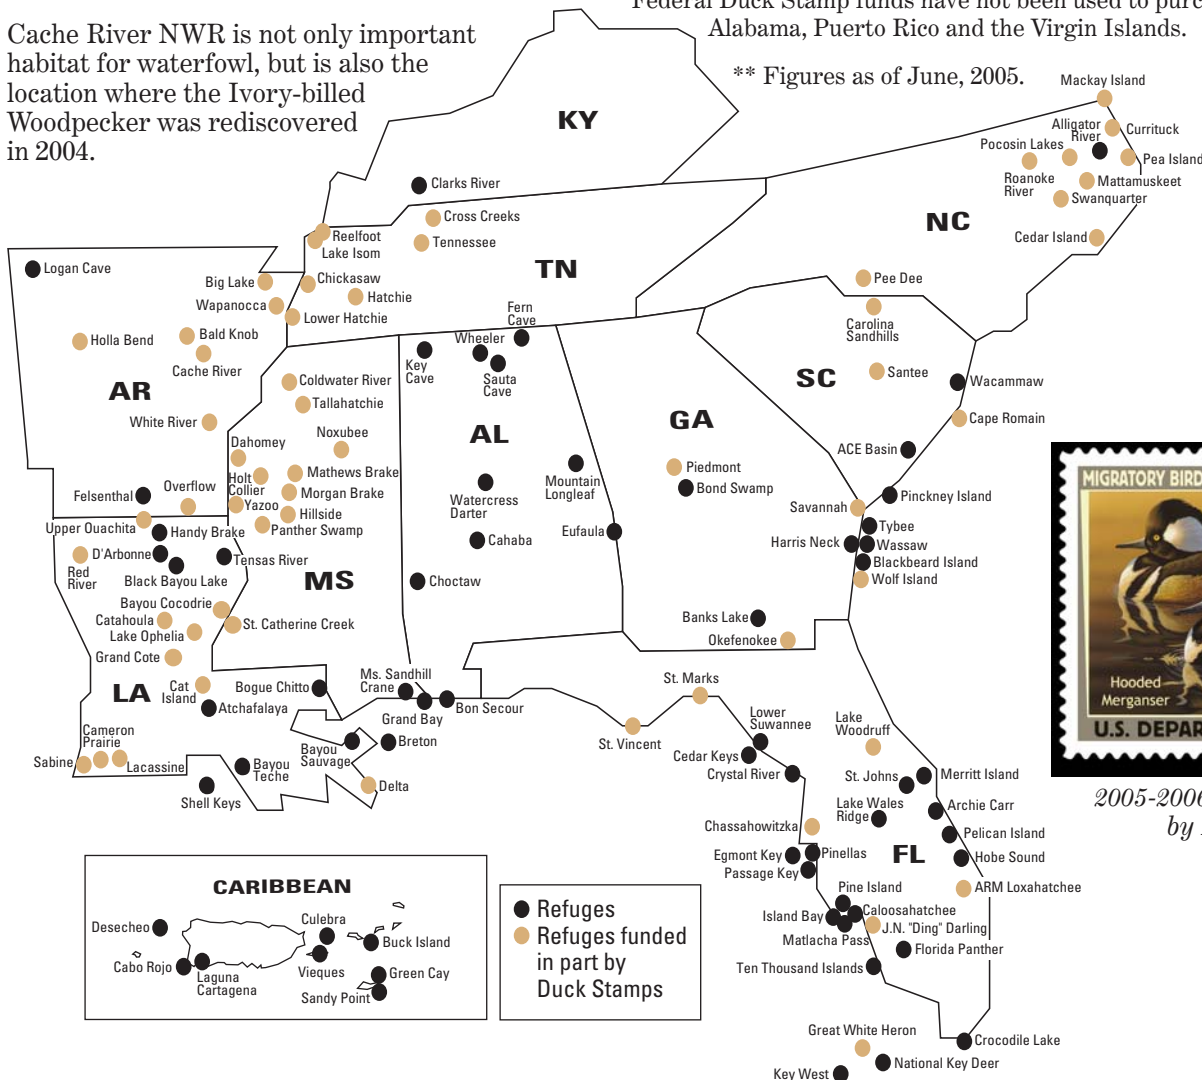 Federal Duck Stamp funds have not been used to
Alabama, Puerto Rico and the Virgin Islands.
Cache River NWR is not only important
habitat for waterfowl, but is also the
location where the Ivory-billed
Woodpecker was rediscovered
in 2004.
** Figures as of June, 2005.
KY
Clarks River
Mackay Island
Alligator
River
Currituck
Pocosin Lakes
Pea Island
Roanoke
River
Mattamuskeet
Swanquarter
Cedar Island
NC
Pee Dee
Cross Creeks
Tennessee
Reelfoot
Lake Isom
Chickasaw
Hatchie
Lower Hatchie
TN
Logan Cave
Big Lake
Wapanocca
Holla Bend
Bald Knob
Cache River
AR
White River
Felsenthal
Overflow
Coldwater River
Tallahatchie
Noxubee
Dahomey
Holt
Collier
Mathews Brake
Morgan Brake
Yazoo
Hillside
Panther Swamp
MS
St. Catherine Creek
Ms. Sandhill
Crane
Grand Bay
Fern
Cave
Wheeler
Key
Cave
Sauta
Cave
AL
Watercress
Darter
Mountain
Longleaf
Cahaba
Eufaula
Choctaw
Bon Secour
GA
Piedmont
Bond Swamp
Savannah
Tybee
Harris Neck
Wassaw
Blackbeard Island
Wolf Island
Banks Lake
Okefenokee
Carolina
Sandhills
SC
Santee
Wacammaw
Cape Romain
ACE Basin
Pinckney Island
Upper Ouachita
Handy Brake
D'Arbonne
Red
River
Black Bayou Lake
Tensas River
Bayou Cocodrie
Catahoula
Lake Ophelia
Grand Cote
LA
Cat
Island
Atchafalaya
Bogue Chitto
Cameron
Prairie
Sabine
Lacassine
Bayou
Teche
Shell Keys
Bayou
Sauvage
Breton
Delta
St. Marks
St. Vincent
Lower
Suwannee
Cedar Keys
Crystal River
Lake
Woodruff
St. Johns
Merritt Island
Lake Wales
Ridge
Archie Carr
Chassahowitzka
Pelican Island
FL
Hobe Sound
Egmont Key
Pinellas
Passage Key
ARM Loxahatchee
Pine Island
Island Bay
Caloosahatchee
J.N. "Ding" Darling
Matlacha Pass
Florida Panther
Ten Thousand Islands
Great White Heron
Crocodile Lake
National Key Deer
Key West
MIGRATORY BIRD
Hooded
Merganser
U.S. DEPAR
2005-2006
by
CARIBBEAN
Desecheo
Culebra
Buck Island
Cabo Rojo
Laguna
Cartagena
Vieques
Green Cay
Sandy Point
Refuges
Refuges funded
in part by
Duck Stamps